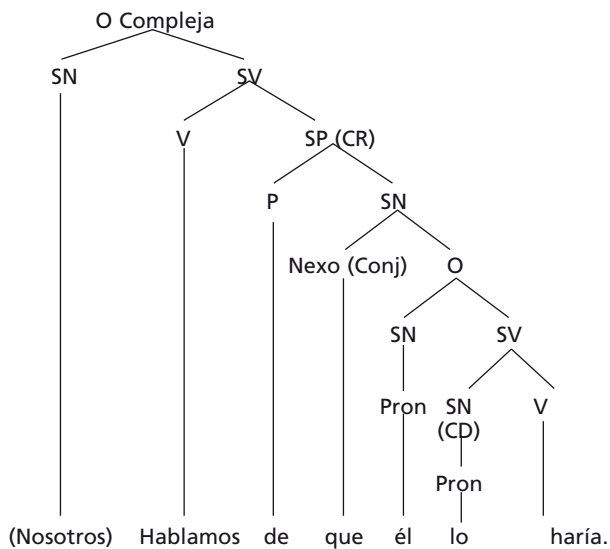 O Compleja
SN SV
V SP (CR)
P SN
Nexo (Conj) O
SN SV
Pron SN V
(CD)
Pron
(Nosotros) Hablamos de que él lo haría.